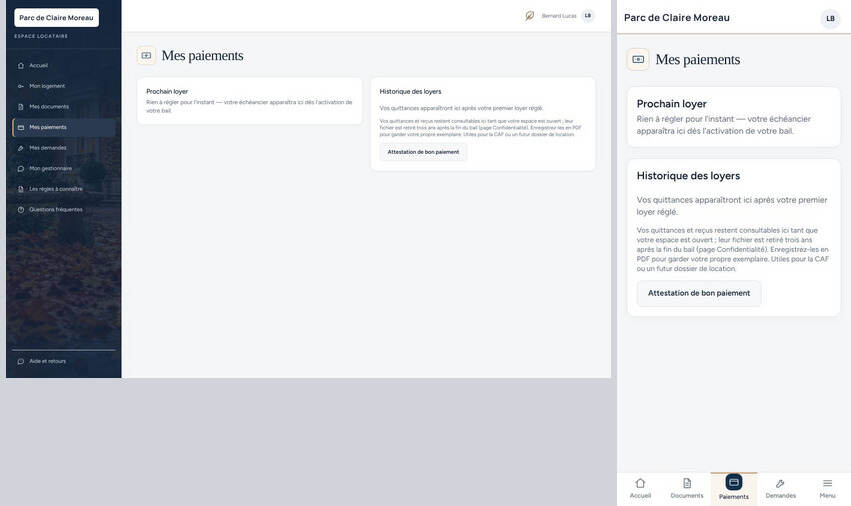 Parc de Claire Moreau
ESPACE LOCATAIRE
Accueil
Mon logement
Mes documents
Mes paiements
Mes demandes
Mon gestionnaire
Les règles à connaître
Questions fréquentes
Aide et retours
Bernard Lucas LB
Mes paiements
Prochain loyer
Rien à régler pour l'instant — votre échéancier apparaîtra ici dès l'activation de
votre bail.
Historique des loyers
Vos quittances apparaîtront ici après votre premier loyer réglé.
Vos quittances et reçus restent consultables ici tant que votre espace est ouvert ; leur
fichier est retiré trois ans après la fin du bail (page Confidentialité). Enregistrez-les en PDF
pour garder votre propre exemplaire. Utiles pour la CAF ou un futur dossier de location.
Attestation de bon paiement
Parc de Claire Moreau
LB
Mes paiements
Prochain loyer
Rien à régler pour l'instant — votre échéancier
apparaîtra ici dès l'activation de votre bail.
Historique des loyers
Vos quittances apparaîtront ici après votre premier
loyer réglé.
Vos quittances et reçus restent consultables ici tant que
votre espace est ouvert ; leur fichier est retiré trois ans
après la fin du bail (page Confidentialité). Enregistrez-les en
PDF pour garder votre propre exemplaire. Utiles pour la CAF
ou un futur dossier de location.
Attestation de bon paiement
Accueil
Documents
Paiements
Demandes
Menu